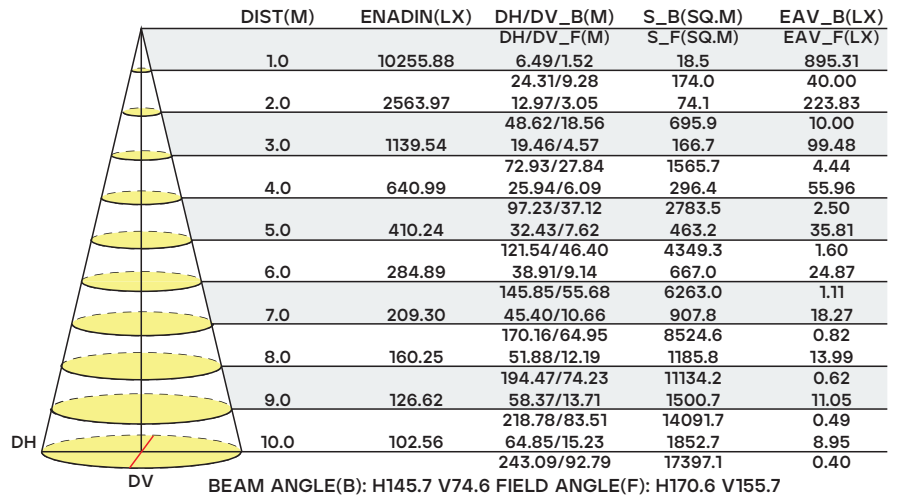 DIST(M) ENADIN(LX) DH/DV_B(M) S_B(SQ.M) EAV_B(LX)
DH/DV_F(M) S_F(SQ.M) EAV_F(LX)
1.0 10255.88 6.49/1.52 18.5 895.31
24.31/9.28 174.0 40.00
2.0 2563.97 12.97/3.05 74.1 223.83
48.62/18.56 695.9 10.00
3.0 1139.54 19.46/4.57 166.7 99.48
72.93/27.84 1565.7 4.44
4.0 640.99 25.94/6.09 296.4 55.96
97.23/37.12 2783.5 2.50
5.0 410.24 32.43/7.62 463.2 35.81
121.54/46.40 4349.3 1.60
6.0 284.89 38.91/9.14 667.0 24.87
145.85/55.68 6263.0 1.11
7.0 209.30 45.40/10.66 907.8 18.27
170.16/64.95 8524.6 0.82
8.0 160.25 51.88/12.19 1185.8 13.99
194.47/74.23 11134.2 0.62
9.0 126.62 58.37/13.71 1500.7 11.05
218.78/83.51 14091.7 0.49
DH 10.0 102.56 64.85/15.23 1852.7 8.95
243.09/92.79 17397.1 0.40
DV
BEAM ANGLE(B): H145.7 V74.6 FIELD ANGLE(F): H170.6 V155.7